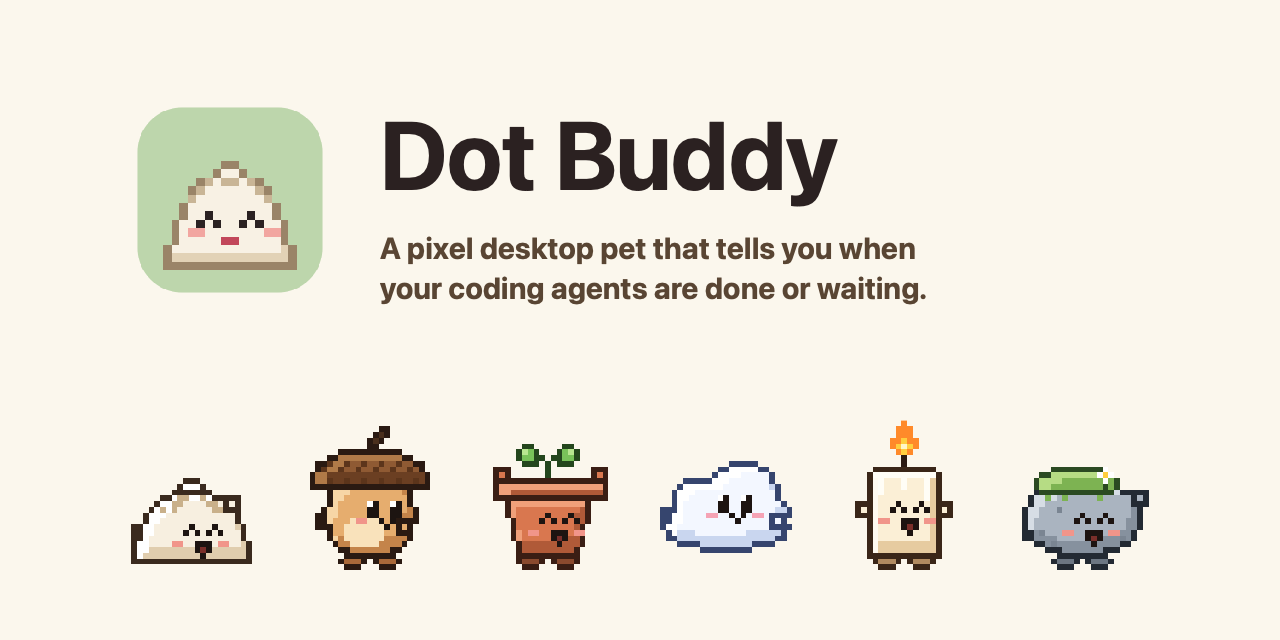 Dot Buddy
A pixel desktop pet that tells you when
your coding agents are done or waiting.